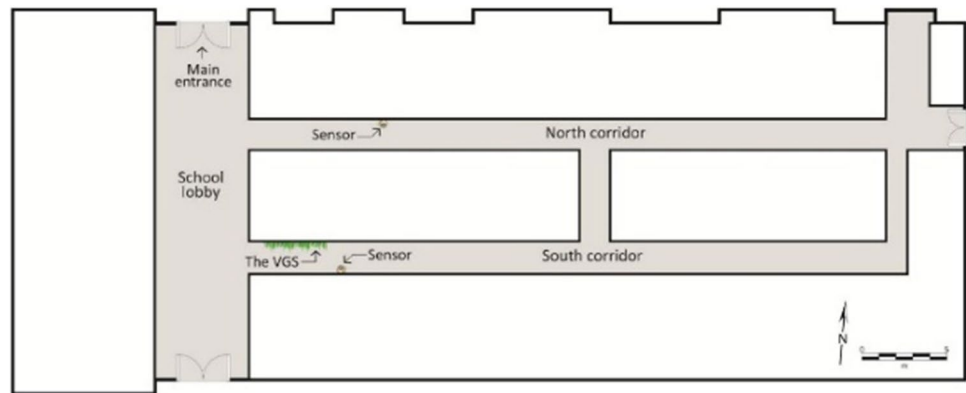 Main
entrance
Sensor
North corridor
School
lobby
The VGS
Sensor
South corridor
N
0
5
m